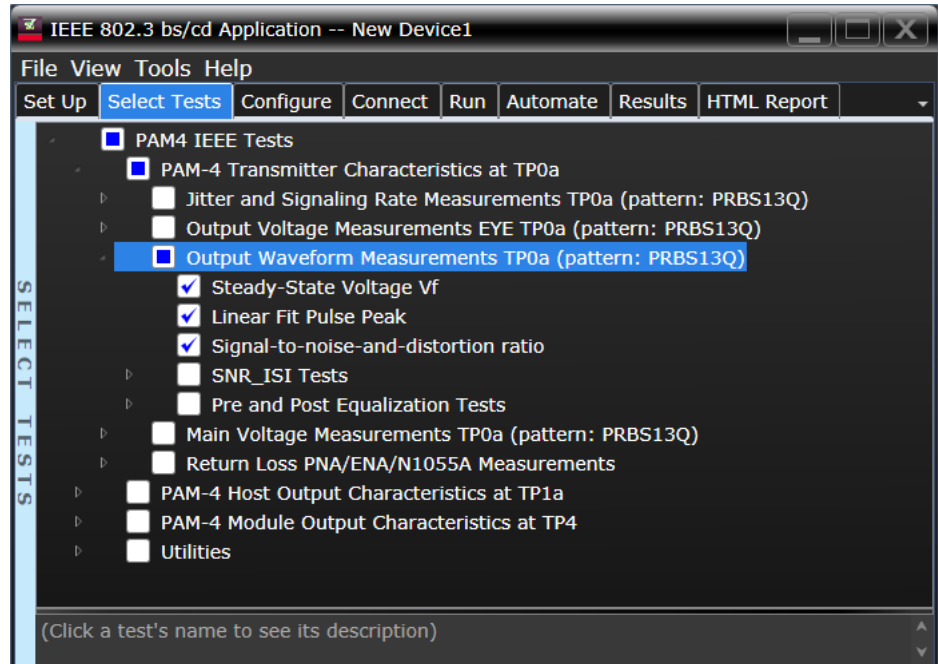 IEEE 802.3 bs/cd Application -- New Device1
File View Tools Help
Set Up Select Tests Configure Connect Run Automate Results HTML Report
SELECT TESTS
PAM4 IEEE Tests
PAM-4 Transmitter Characteristics at TP0a
Jitter and Signaling Rate Measurements TP0a (pattern: PRBS13Q)
Output Voltage Measurements EYE TP0a (pattern: PRBS13Q)
Output Waveform Measurements TP0a (pattern: PRBS13Q)
Steady-State Voltage Vf
Linear Fit Pulse Peak
Signal-to-noise-and-distortion ratio
SNR_ISI Tests
Pre and Post Equalization Tests
Main Voltage Measurements TP0a (pattern: PRBS13Q)
Return Loss PNA/ENA/N1055A Measurements
PAM-4 Host Output Characteristics at TP1a
PAM-4 Module Output Characteristics at TP4
Utilities
(Click a test's name to see its description)